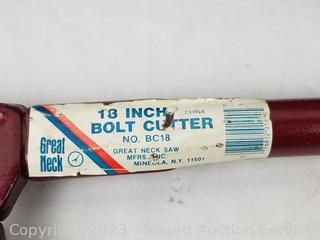 18 INCH
CHINA
BOLT CUTTER
NO. BC18
GREAT NECK SAW
MFRS. INC.
MINEOLA, N.Y. 11501
Great
Neck
Copyright 2023 Sound Auction Service